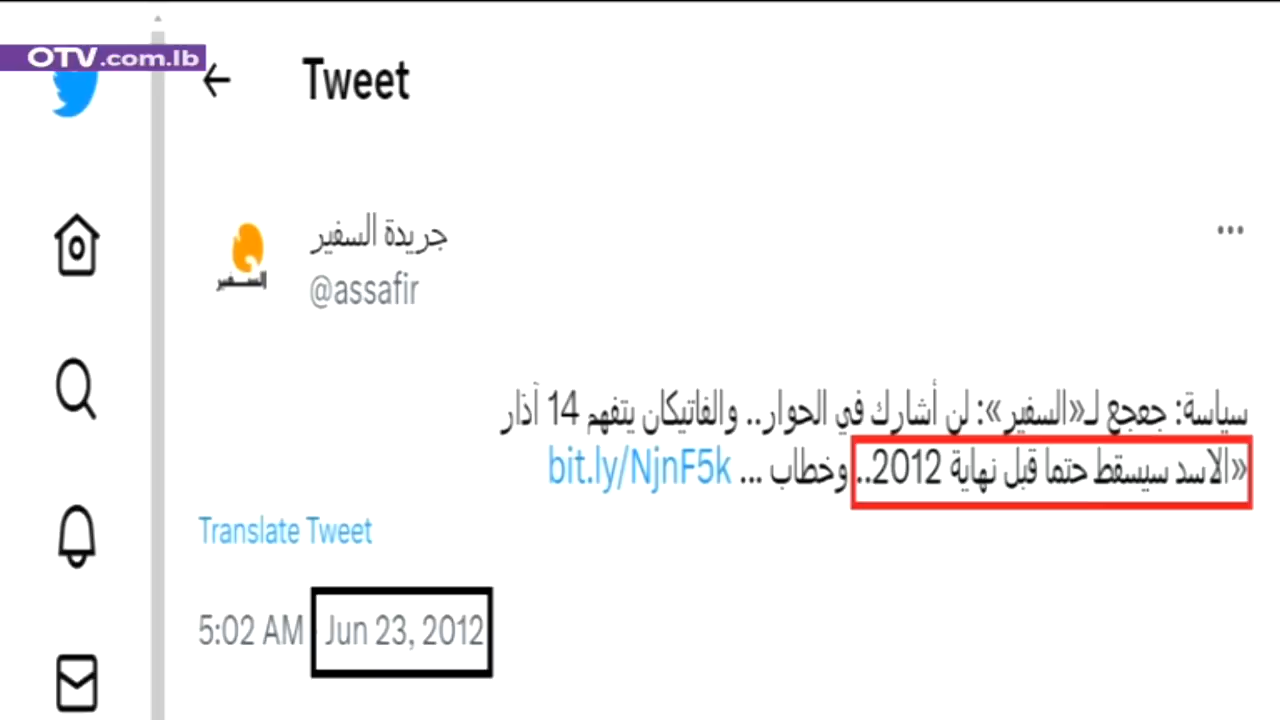 OTV.com.lb
Tweet
جريدة السفير
السفير
@assafir
سياسة: جعجع لـ«السفير»: لن أشارك في الحوار.. والفاتيكان يتفهم 14 آذار
«الاسد سيسقط حتما قبل نهاية 2012.. وخطاب ... bit.ly/NjnF5k
Translate Tweet
5:02 AM Jun 23, 2012